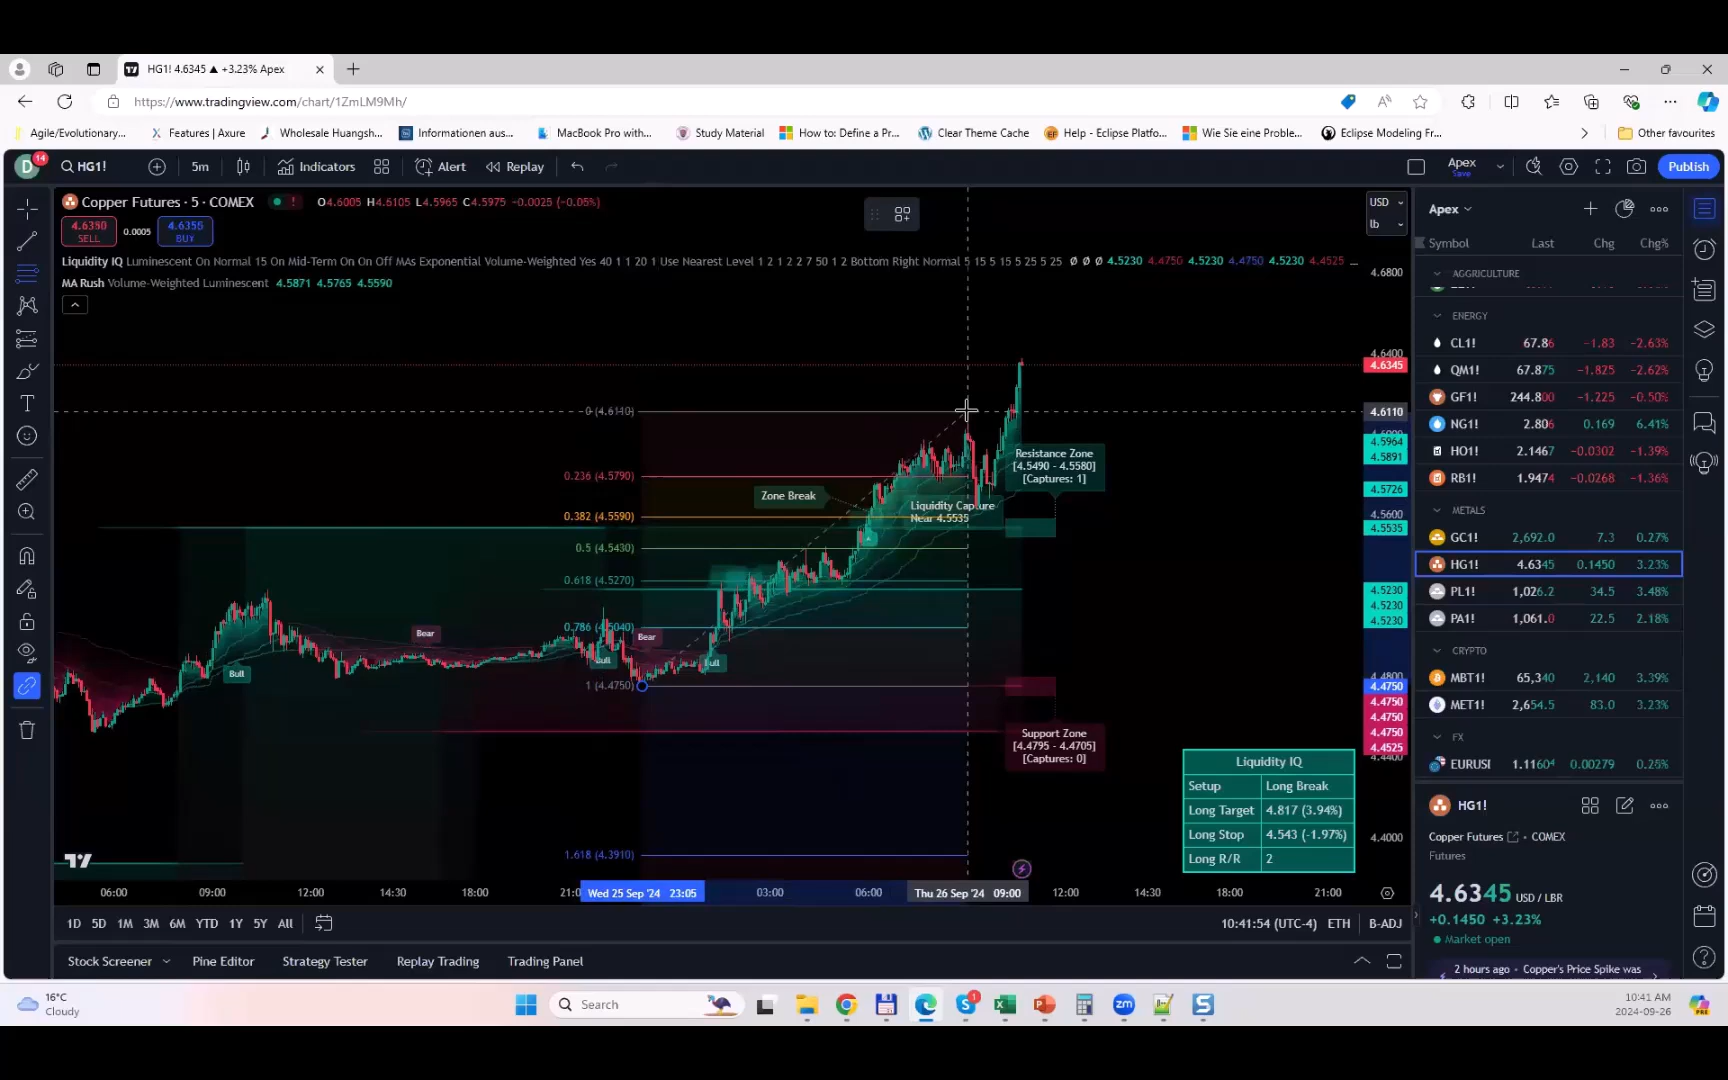 HG1! 4.6345 ▲ +3.23% Apex
https://www.tradingview.com/chart/1ZmLM9Mh/
Agile/Evolutionary...
Features | Axure
Wholesale Huangsh...
Informationen aus...
MacBook Pro with...
Study Material
How to: Define a Pr...
Clear Theme Cache
Help - Eclipse Platfo...
Wie Sie eine Proble...
Eclipse Modeling Fr...
Other favourites
D 14 HG1! 5m Indicators Alert Replay Apex Save Publish
Copper Futures · 5 · COMEX O4.6005 H4.6105 L4.5965 C4.5975 −0.0025 (−0.05%)
SELL 0.0005 4.6355 BUY
Liquidity IQ Luminescent On Normal 15 On Mid-Term On On Off MAs Exponential Volume-Weighted Yes 40 1 1 20 1 Use Nearest Level 1 2 1 2 2 7 50 1 2 Bottom Right Normal 5 15 5 15 5 25 5 25 Ø Ø Ø 4.5230 4.4750 4.5230 4.4750 4.5230 4.4525 ...
MA Rush Volume-Weighted Luminescent 4.5871 4.5765 4.5590
USD
lb
4.6800
4.6400
4.6345
4.6110
4.5964
4.5891
4.5726
4.5600
4.5535
4.5230
4.5230
4.5230
4.4750
4.4750
4.4750
4.4750
4.4525
4.4400
4.4000
0 (4.6110)
0.236 (4.5790)
0.382 (4.5590)
0.5 (4.5430)
0.618 (4.5270)
0.786 (4.5040)
1 (4.4750)
1.618 (4.3910)
Zone Break
Liquidity Capture
Near 4.5535
Resistance Zone
[4.5490 - 4.5580]
[Captures: 1]
Support Zone
[4.4795 - 4.4705]
[Captures: 0]
Bull
Bear
Bull
Bear
Bull
Liquidity IQ
Setup Long Break
Long Target 4.817 (3.94%)
Long Stop 4.543 (-1.97%)
Long R/R 2
06:00 09:00 12:00 14:30 18:00 21:0 Wed 25 Sep '24 23:05 03:00 06:00 Thu 26 Sep '24 09:00 12:00 14:30 18:00 21:00
1D 5D 1M 3M 6M YTD 1Y 5Y All 10:41:54 (UTC-4) ETH B-ADJ
Stock Screener Pine Editor Strategy Tester Replay Trading Trading Panel
Apex
Symbol Last Chg Chg%
AGGRICULTURE
ENERGY
CL1! 67.86 −1.83 −2.63%
QM1! 67.875 −1.825 −2.62%
GF1! 244.800 −1.225 −0.50%
NG1! 2.806 0.169 6.41%
HO1! 2.1467 −0.0302 −1.39%
RB1! 1.9474 −0.0268 −1.36%
METALS
GC1! 2,692.0 7.3 0.27%
HG1! 4.6345 0.1450 3.23%
PL1! 1,026.2 34.5 3.48%
PA1! 1,061.0 22.5 2.18%
CRYPTO
MBT1! 65,340 2,140 3.39%
MET1! 2,654.5 83.0 3.23%
FX
EURUSI 1.11604 0.00279 0.25%
HG1!
Copper Futures · COMEX
Futures
4.6345 USD / LBR
+0.1450 +3.23%
Market open
2 hours ago · Copper's Price Spike was
16°C
Cloudy
Search
10:41 AM
2024-09-26